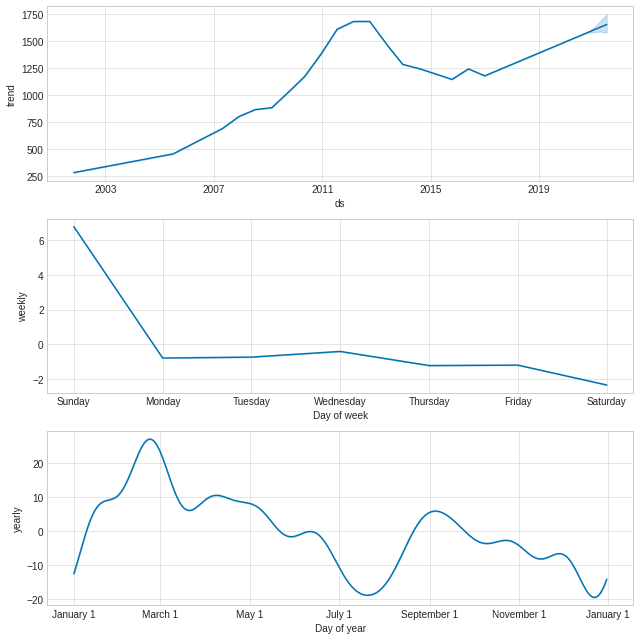 1750
1500
1250
1000
750
500
250
trend
2003 2007 2011 2015 2019
ds
6
4
2
0
−2
weekly
Sunday Monday Tuesday Wednesday Thursday Friday Saturday
Day of week
20
10
0
−10
−20
yearly
January 1 March 1 May 1 July 1 September 1 November 1 January 1
Day of year